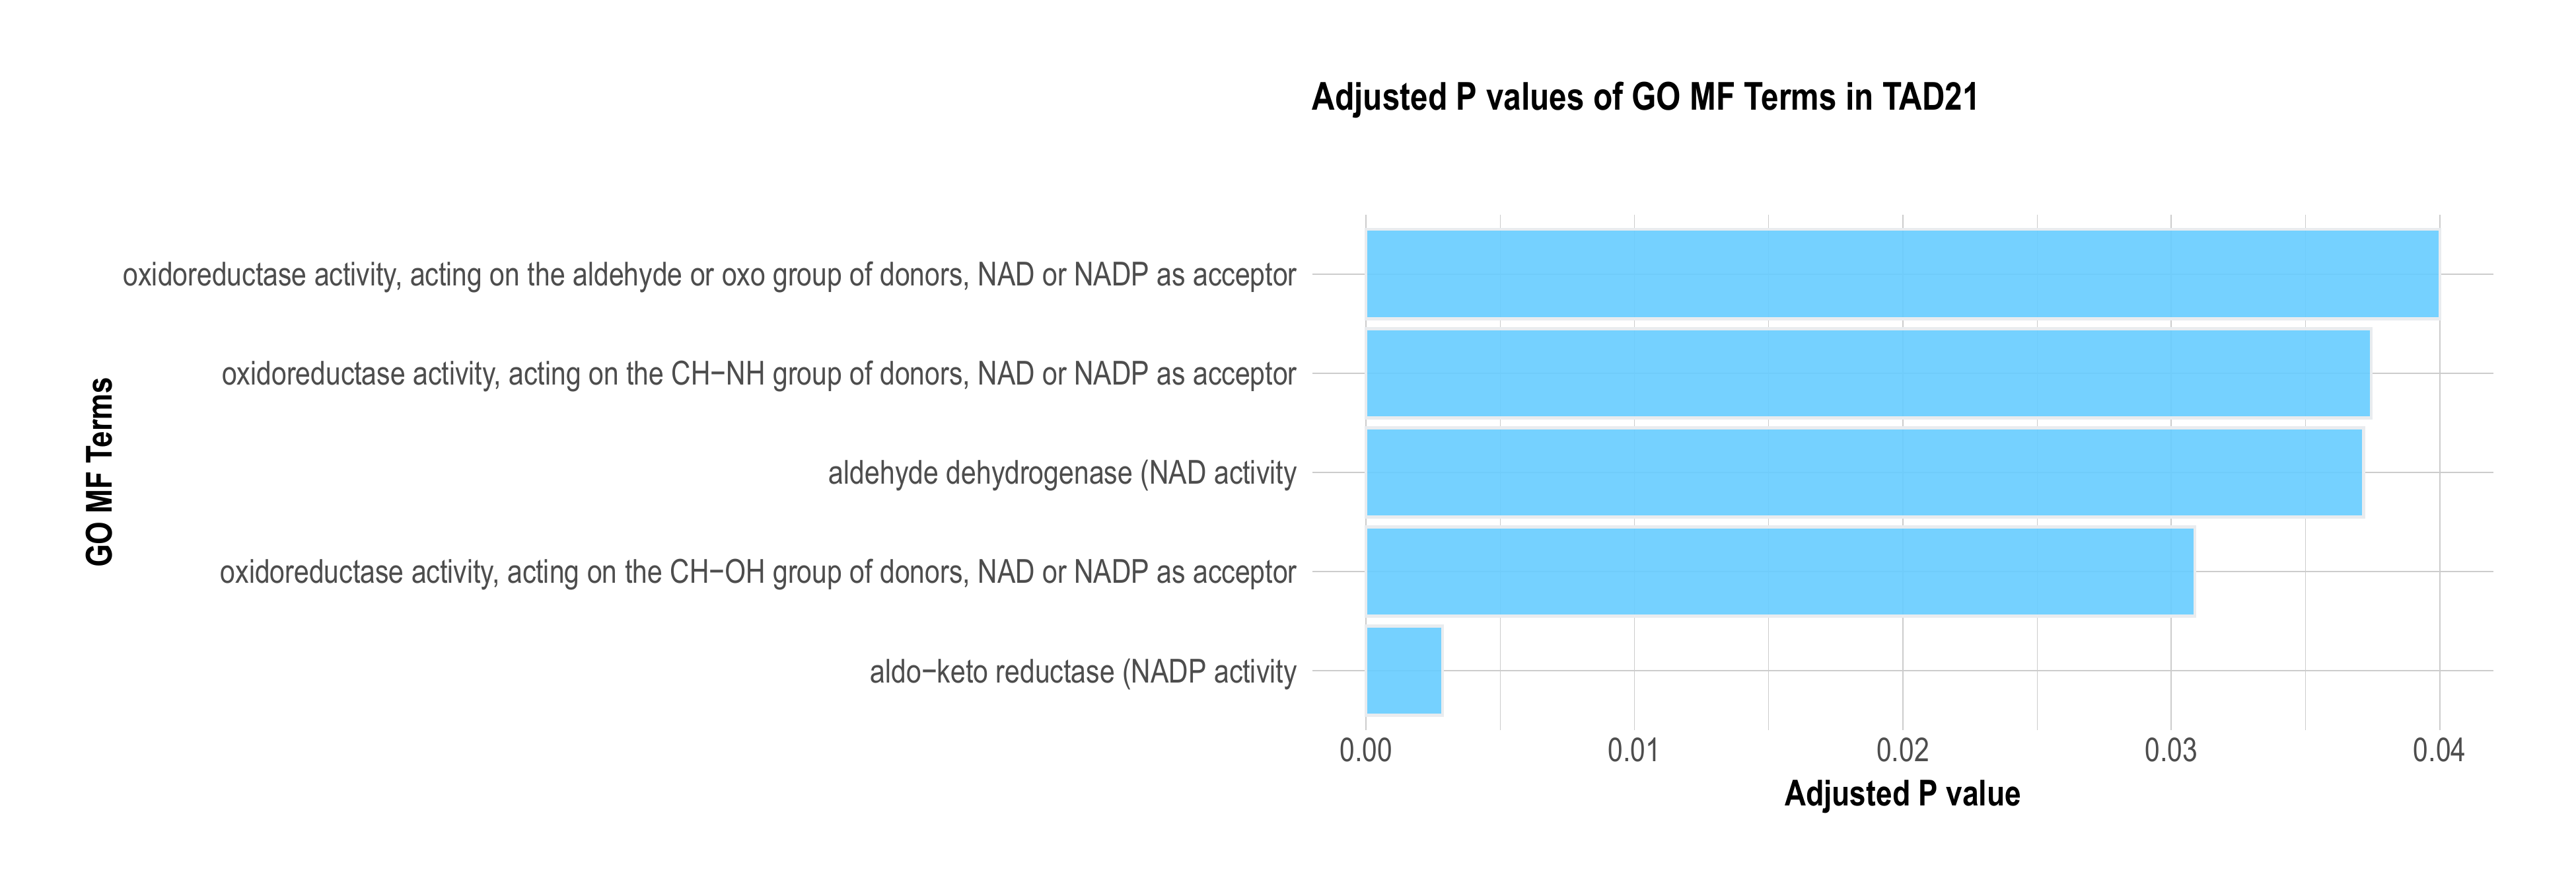 Adjusted P values of GO MF Terms in TAD21
GO MF Terms
oxidoreductase activity, acting on the aldehyde or oxo group of donors, NAD or NADP as acceptor
oxidoreductase activity, acting on the CH−NH group of donors, NAD or NADP as acceptor
aldehyde dehydrogenase (NAD activity
oxidoreductase activity, acting on the CH−OH group of donors, NAD or NADP as acceptor
aldo−keto reductase (NADP activity
0.00 0.01 0.02 0.03 0.04
Adjusted P value